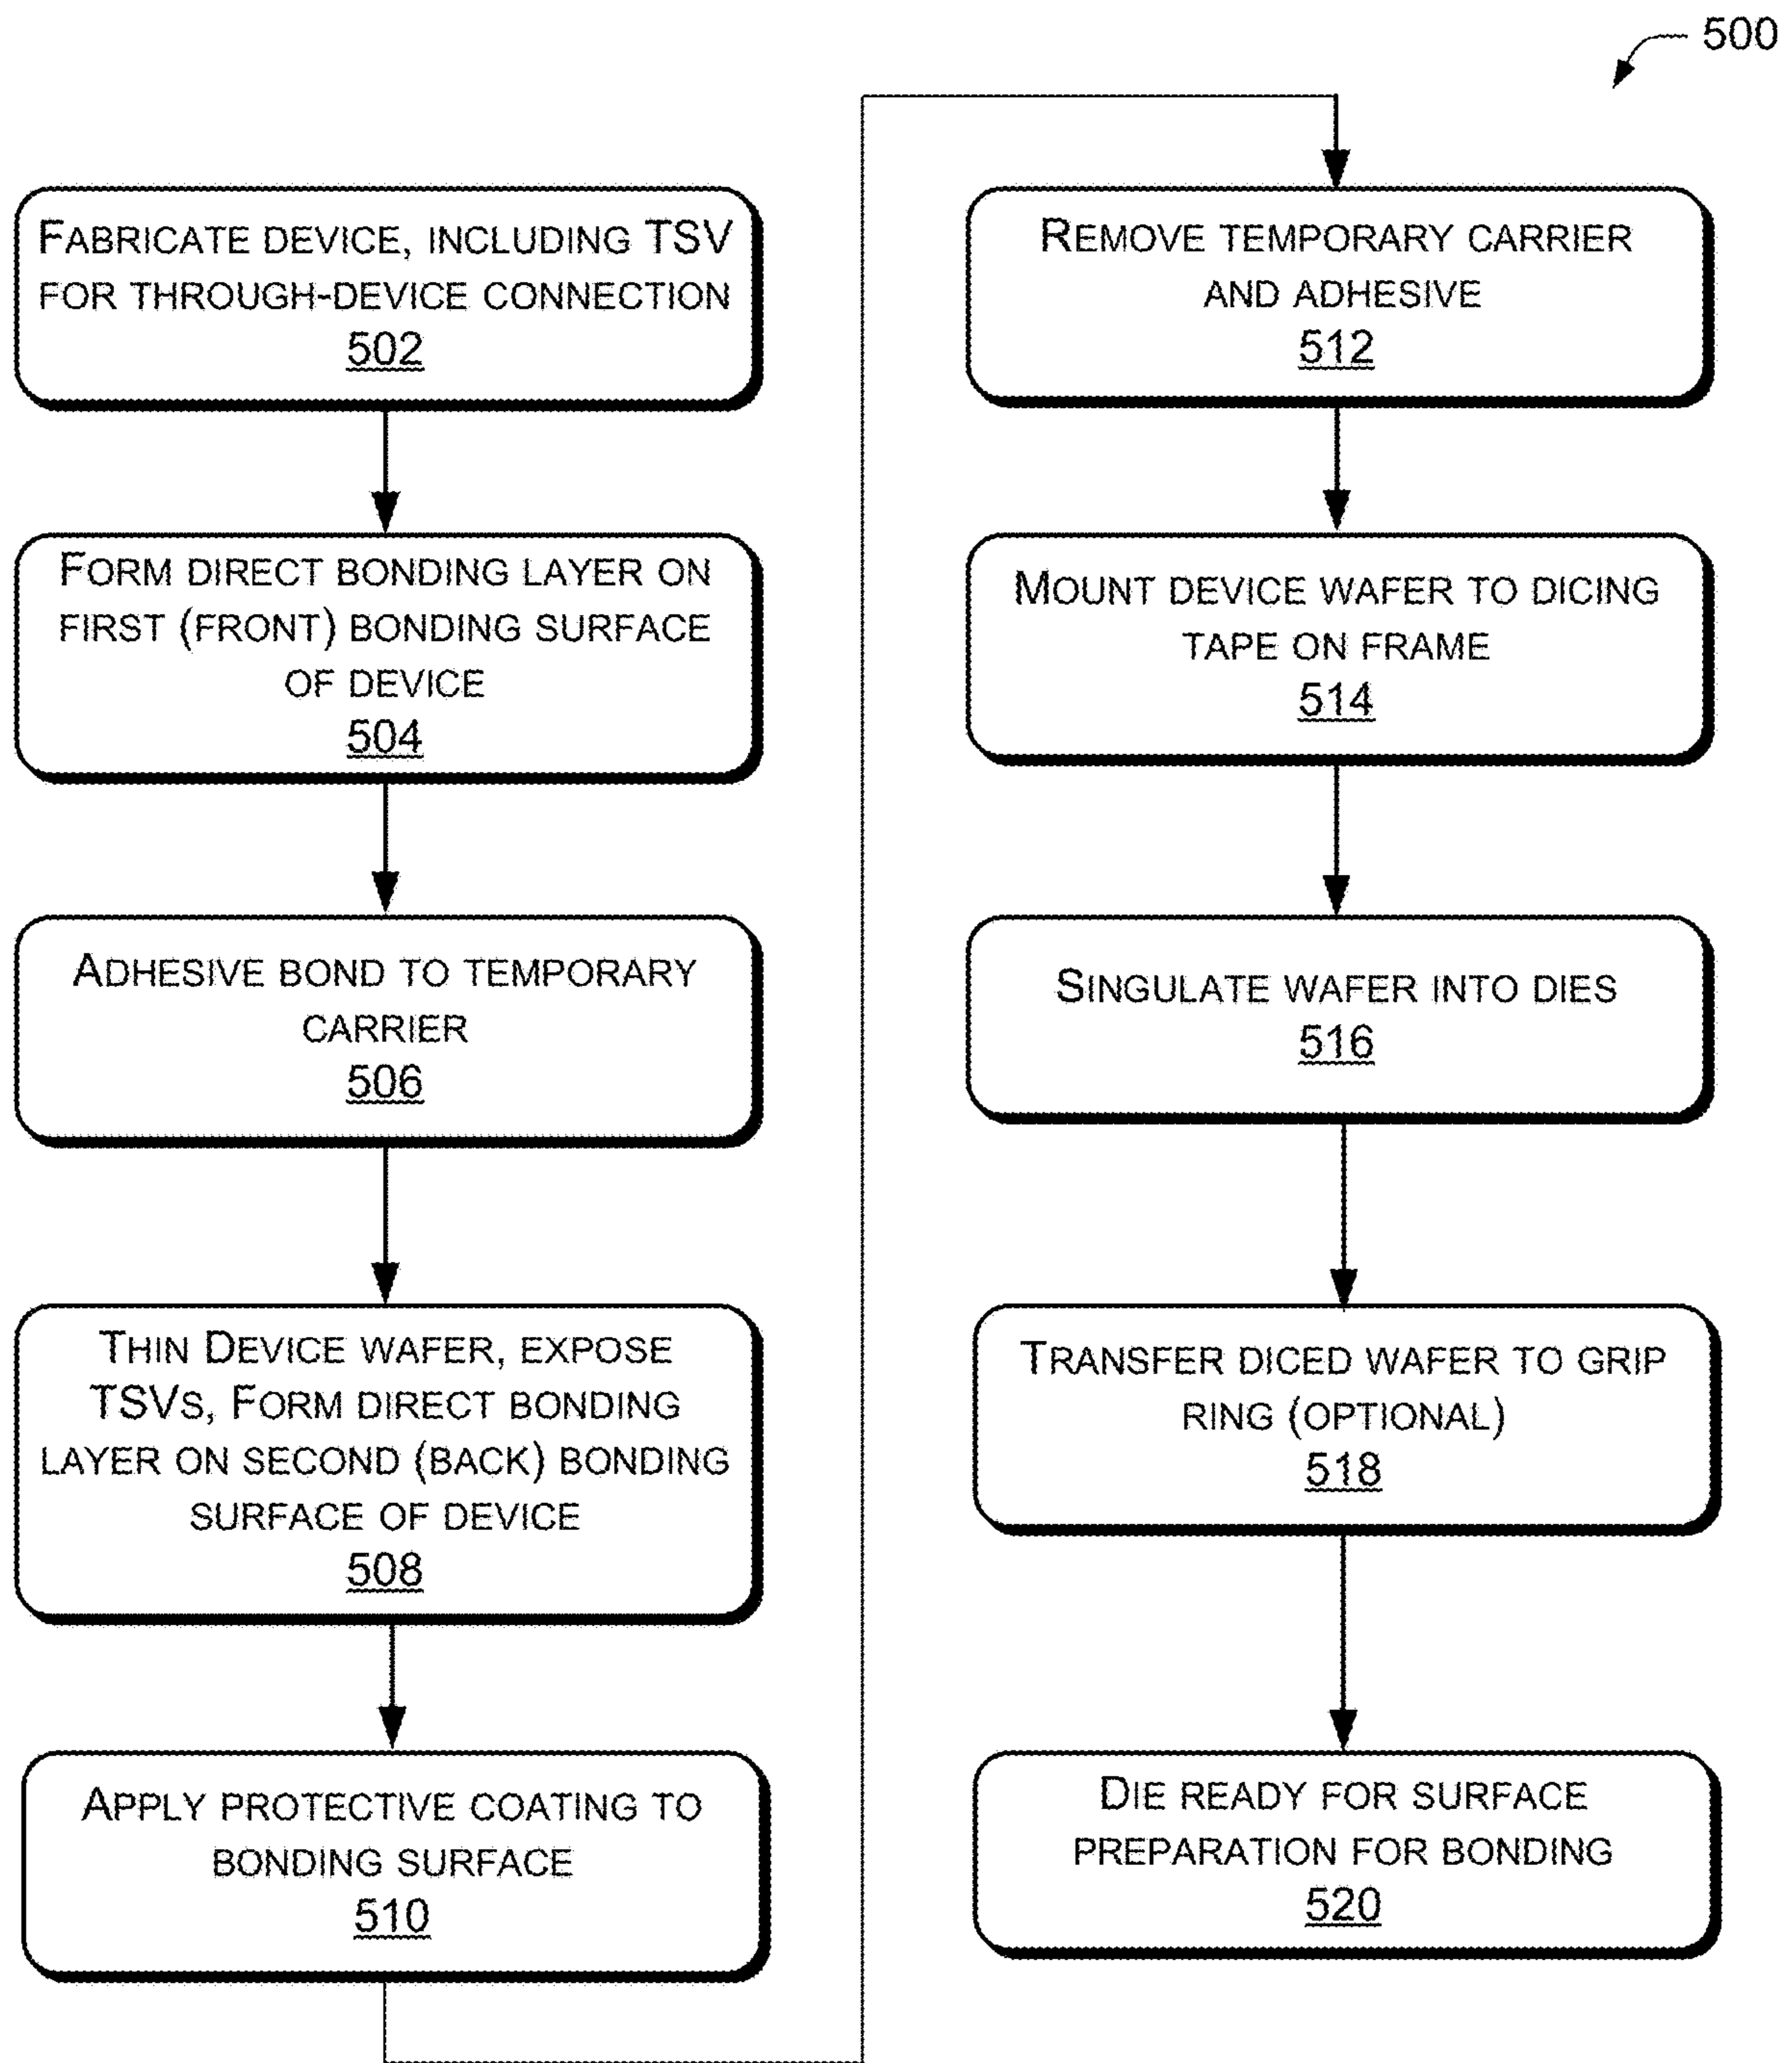 500
FABRICATE DEVICE, INCLUDING TSV
FOR THROUGH-DEVICE CONNECTION
502
FORM DIRECT BONDING LAYER ON
FIRST (FRONT) BONDING SURFACE
OF DEVICE
504
ADHESIVE BOND TO TEMPORARY
CARRIER
506
THIN DEVICE WAFER, EXPOSE
TSVS, FORM DIRECT BONDING
LAYER ON SECOND (BACK) BONDING
SURFACE OF DEVICE
508
APPLY PROTECTIVE COATING TO
BONDING SURFACE
510
REMOVE TEMPORARY CARRIER
AND ADHESIVE
512
MOUNT DEVICE WAFER TO DICING
TAPE ON FRAME
514
SINGULATE WAFER INTO DIES
516
TRANSFER DICED WAFER TO GRIP
RING (OPTIONAL)
518
DIE READY FOR SURFACE
PREPARATION FOR BONDING
520